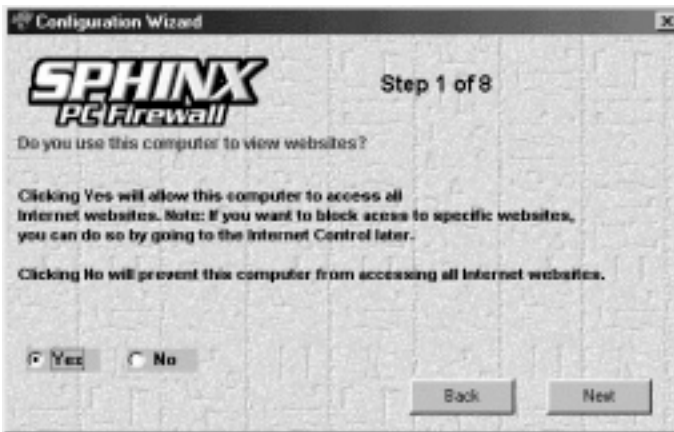 Configuration Wizard
SPHINX
PC Firewall
Step 1 of 8
Do you use this computer to view websites?
Clicking Yes will allow this computer to access all
Internet websites. Note: If you want to block acess to specific websites,
you can do so by going to the Internet Control later.
Clicking No will prevent this computer from accessing all Internet websites.
Yes No
Back Next